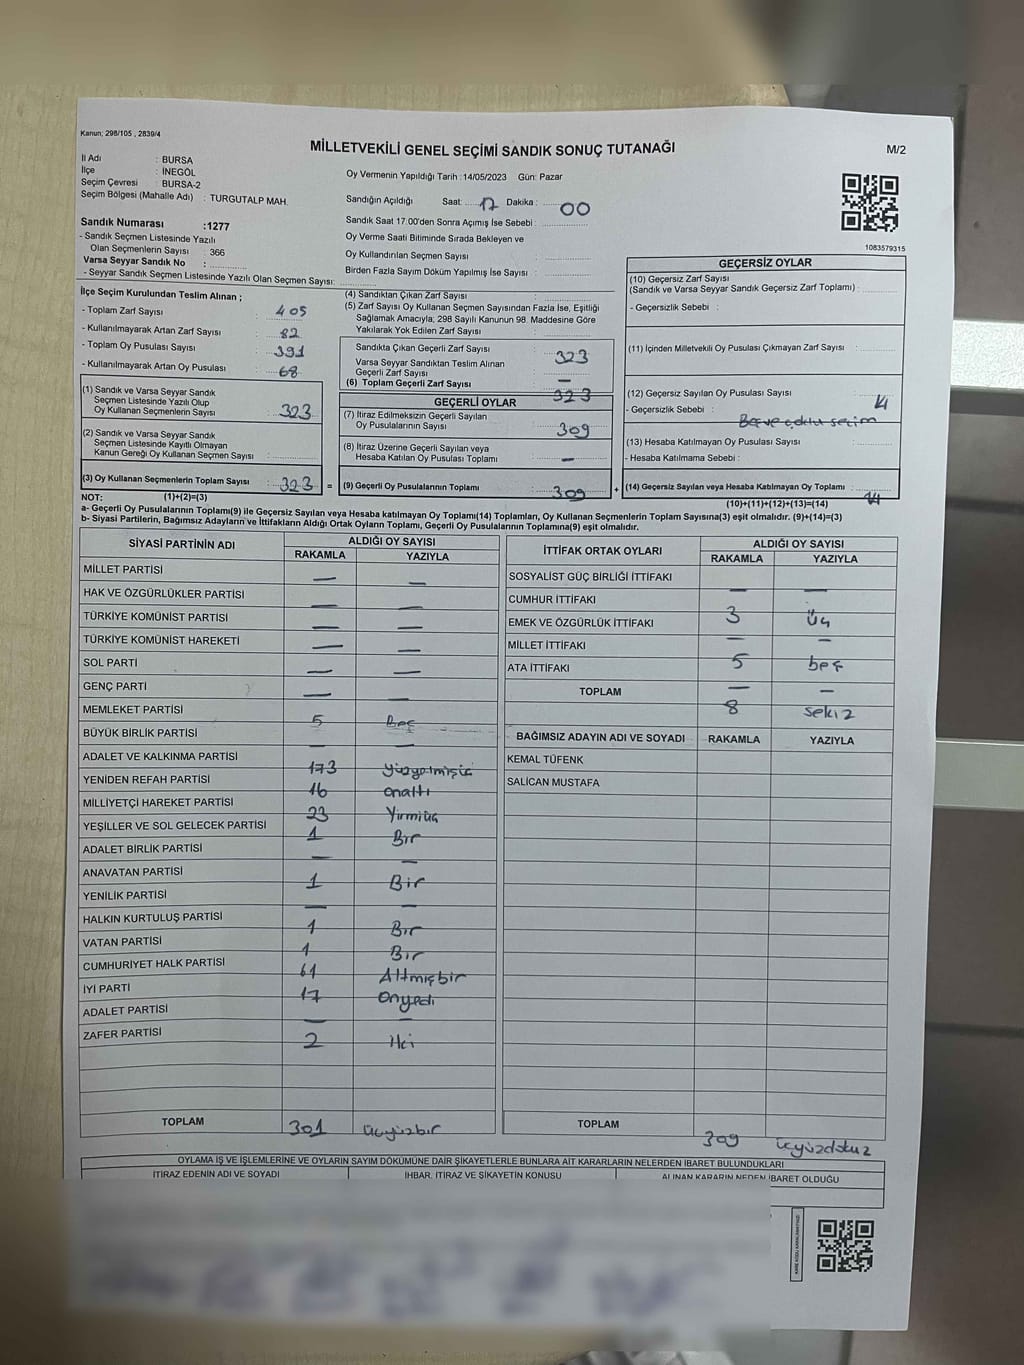 Kanun; 298/105 , 2839/4
MİLLETVEKİLİ GENEL SEÇİMİ SANDIK SONUÇ TUTANAĞI
M/2
İl Adı : BURSA
İlçe : İNEGÖL
Seçim Çevresi : BURSA-2
Seçim Bölgesi (Mahalle Adı) : TURGUTALP MAH.
Sandık Numarası :1277
- Sandık Seçmen Listesinde Yazılı
Olan Seçmenlerin Sayısı : 366
Varsa Seyyar Sandık No :
- Seyyar Sandık Seçmen Listesinde Yazılı Olan Seçmen Sayısı:
Oy Vermenin Yapıldığı Tarih :14/05/2023 Gün: Pazar
Sandığın Açıldığı Saat: 17 Dakika : 00
Sandık Saat 17:00'den Sonra Açımış İse Sebebi :
Oy Verme Saati Bitiminde Sırada Bekleyen ve
Oy Kullandırılan Seçmen Sayısı
Birden Fazla Sayım Döküm Yapılmış İse Sayısı :
1083579315
İlçe Seçim Kurulundan Teslim Alınan ;
- Toplam Zarf Sayısı : 405
- Kullanılmayarak Artan Zarf Sayısı : 82
- Toplam Oy Pusulası Sayısı : 391
- Kullanılmayarak Artan Oy Pusulası : 68
(1) Sandık ve Varsa Seyyar Sandık
Seçmen Listesinde Yazılı Olup
Oy Kullanan Seçmenlerin Sayısı : 323
(2) Sandık ve Varsa Seyyar Sandık
Seçmen Listesinde Kayıtlı Olmayan
Kanun Gereği Oy Kullanan Seçmen Sayısı :
(3) Oy Kullanan Seçmenlerin Toplam Sayısı : 323 =
(4) Sandıktan Çıkan Zarf Sayısı :
(5) Zarf Sayısı Oy Kullanan Seçmen Sayısından Fazla İse, Eşitliği
Sağlamak Amacıyla; 298 Sayılı Kanunun 98. Maddesine Göre
Yakılarak Yok Edilen Zarf Sayısı :
Sandıkta Çıkan Geçerli Zarf Sayısı : 323
Varsa Seyyar Sandıktan Teslim Alınan
Geçerli Zarf Sayısı : —
(6) Toplam Geçerli Zarf Sayısı : 323
GEÇERLİ OYLAR
(7) İtiraz Edilmeksizin Geçerli Sayılan
Oy Pusulalarının Sayısı : 309
(8) İtiraz Üzerine Geçerli Sayılan veya
Hesaba Katılan Oy Pusulası Toplamı : —
(9) Geçerli Oy Pusulalarının Toplamı : 309 +
GEÇERSİZ OYLAR
(10) Geçersiz Zarf Sayısı
(Sandık ve Varsa Seyyar Sandık Geçersiz Zarf Toplamı) :
- Geçersizlik Sebebi :
(11) İçinden Milletvekili Oy Pusulası Çıkmayan Zarf Sayısı :
(12) Geçersiz Sayılan Oy Pusulası Sayısı : 14
- Geçersizlik Sebebi : Boş ve çoklu seçim
(13) Hesaba Katılmayan Oy Pusulası Sayısı
- Hesaba Katılmama Sebebi :
(14) Geçersiz Sayılan veya Hesaba Katılmayan Oy Toplamı : 14
NOT: (1)+(2)=(3)
(10)+(11)+(12)+(13)=(14)
a- Geçerli Oy Pusulalarının Toplamı(9) ile Geçersiz Sayılan veya Hesaba katılmayan Oy Toplamı(14) Toplamları, Oy Kullanan Seçmenlerin Toplam Sayısına(3) eşit olmalıdır. (9)+(14)=(3)
b- Siyasi Partilerin, Bağımsız Adayların ve İttifakların Aldığı Ortak Oyların Toplamı, Geçerli Oy Pusulalarının Toplamına(9) eşit olmalıdır.
SİYASİ PARTİNİN ADI
ALDIĞI OY SAYISI
RAKAMLA YAZIYLA
MİLLET PARTİSİ — —
HAK VE ÖZGÜRLÜKLER PARTİSİ — —
TÜRKİYE KOMÜNİST PARTİSİ — —
TÜRKİYE KOMÜNİST HAREKETİ — —
SOL PARTİ — —
GENÇ PARTİ — —
MEMLEKET PARTİSİ 5 Beş
BÜYÜK BİRLİK PARTİSİ — —
ADALET VE KALKINMA PARTİSİ 173 yüzyetmişüç
YENİDEN REFAH PARTİSİ 16 onaltı
MİLLİYETÇİ HAREKET PARTİSİ 23 Yirmiüç
YEŞİLLER VE SOL GELECEK PARTİSİ 1 Bir
ADALET BİRLİK PARTİSİ — —
ANAVATAN PARTİSİ 1 Bir
YENİLİK PARTİSİ — —
HALKIN KURTULUŞ PARTİSİ 1 Bir
VATAN PARTİSİ 1 Bir
CUMHURİYET HALK PARTİSİ 61 Altmışbir
İYİ PARTİ 17 onyedi
ADALET PARTİSİ — —
ZAFER PARTİSİ 2 iki
TOPLAM 301 üçyüzbir
İTTİFAK ORTAK OYLARI
ALDIĞI OY SAYISI
RAKAMLA YAZIYLA
SOSYALİST GÜÇ BİRLİĞİ İTTİFAKI — —
CUMHUR İTTİFAKI 3 üç
EMEK VE ÖZGÜRLÜK İTTİFAKI — —
MİLLET İTTİFAKI 5 beş
ATA İTTİFAKI — —
TOPLAM 8 sekiz
BAĞIMSIZ ADAYIN ADI VE SOYADI RAKAMLA YAZIYLA
KEMAL TÜFENK
SALİCAN MUSTAFA
TOPLAM 309 üçyüzdokuz
OYLAMA İŞ VE İŞLEMLERİNE VE OYLARIN SAYIM DÖKÜMÜNE DAİR ŞİKAYETLERLE BUNLARA AİT KARARLARIN NELERDEN İBARET BULUNDUKLARI
İTİRAZ EDENİN ADI VE SOYADI
İHBAR, İTİRAZ VE ŞİKAYETİN KONUSU
ALINAN KARARIN NEDEN İBARET OLDUĞU